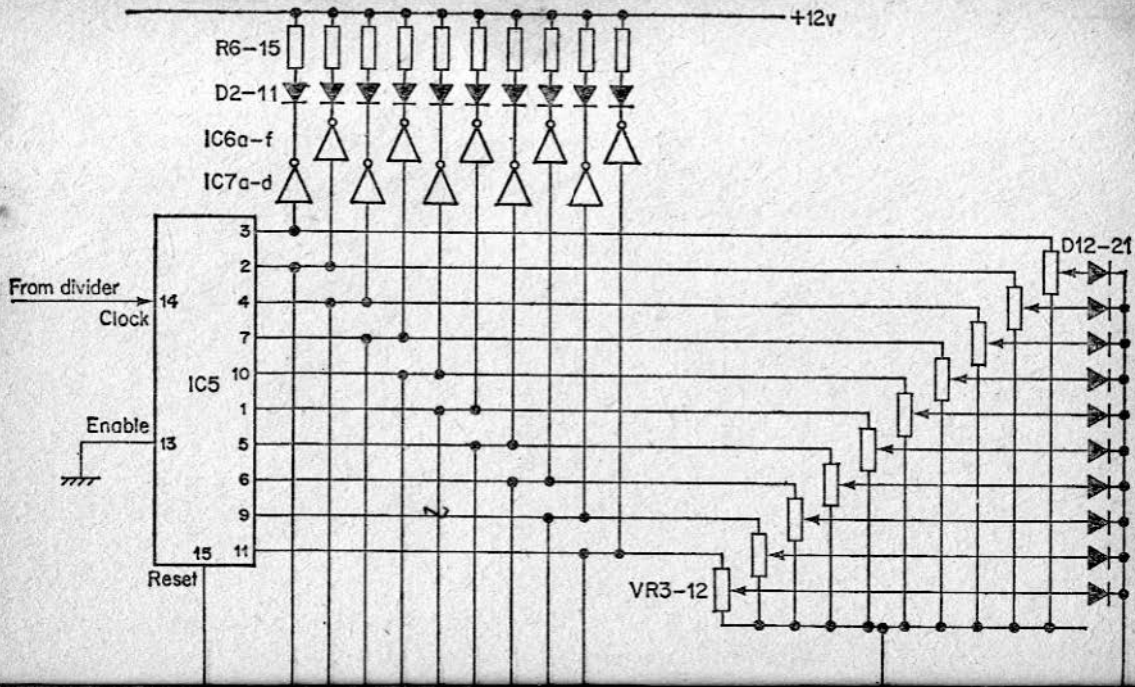 +12v
R6-15
D2-11
IC6a-f
IC7a-d
3
D12-21
2
From divider
14
4
Clock
7
IC5
10
1
Enable
13
5
6
9
15
11
Reset
VR3-12